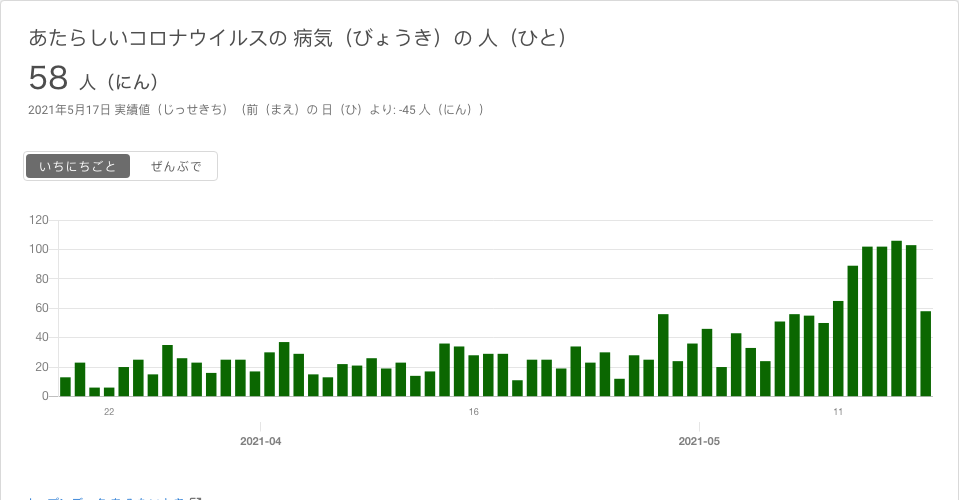 あたらしいコロナウイルスの 病気（びょうき）の 人（ひと）
58 人（にん）
2021年5月17日 実績値（じっせきち）（前（まえ）の 日（ひ）より: -45 人（にん））
いちにちごと ぜんぶで
120
100
80
60
40
20
0
22 16 11
2021-04 2021-05